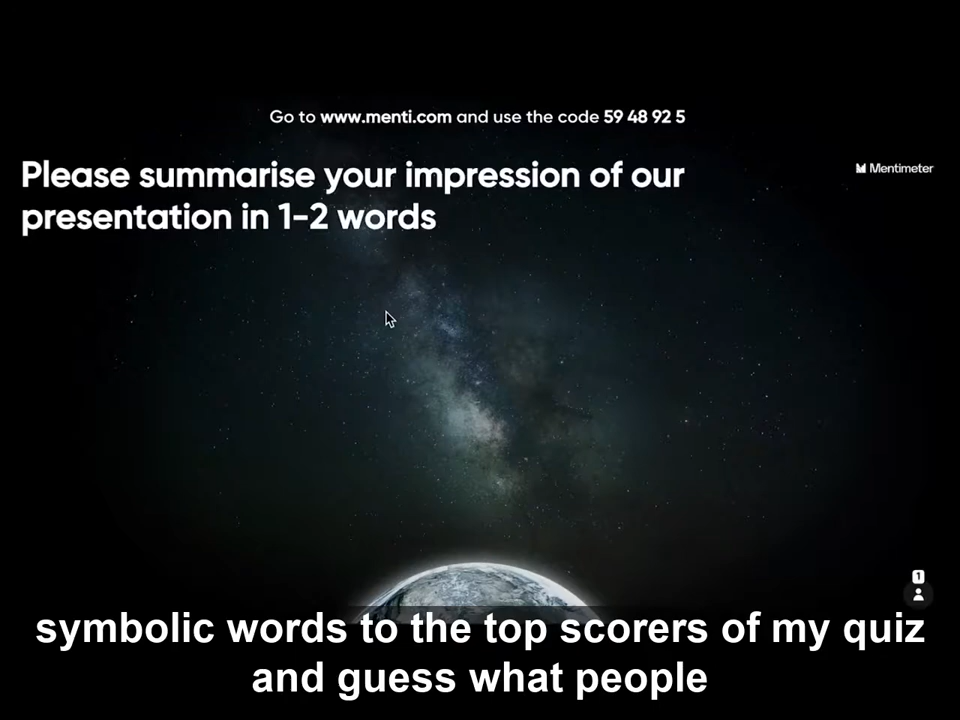 Go to www.menti.com and use the code 59 48 92 5
Please summarise your impression of our
presentation in 1-2 words
Mentimeter
1
symbolic words to the top scorers of my quiz
and guess what people